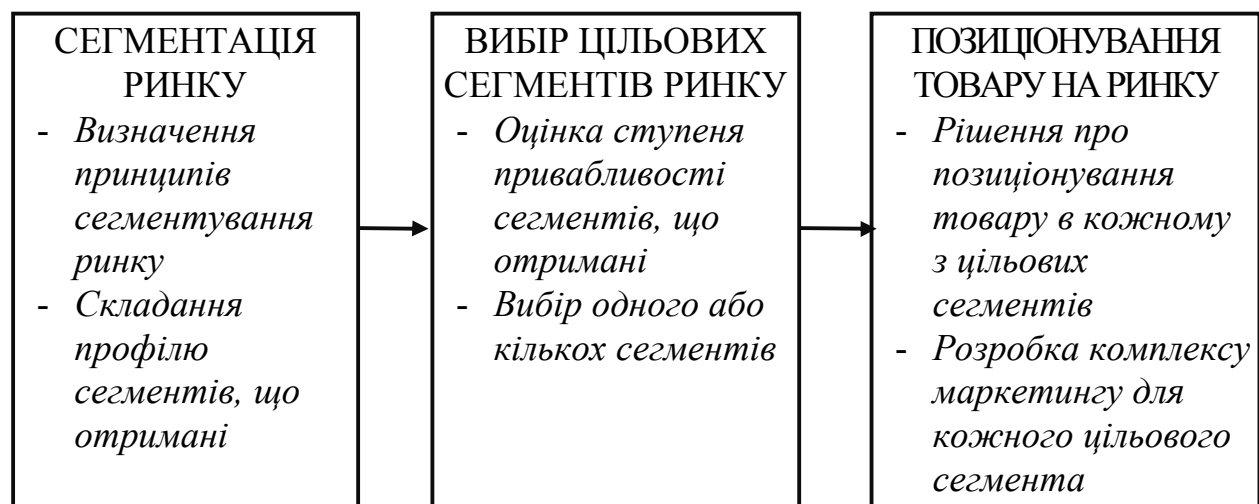 СЕГМЕНТАЦІЯ
РИНКУ
- Визначення
принципів
сегментування
ринку
- Складання
профілю
сегментів, що
отримані
ВИБІР ЦІЛЬОВИХ
СЕГМЕНТІВ РИНКУ
- Оцінка ступеня
привабливості
сегментів, що
отримані
- Вибір одного або
кількох сегментів
ПОЗИЦІОНУВАННЯ
ТОВАРУ НА РИНКУ
- Рішення про
позиціонування
товару в кожному
з цільових
сегментів
- Розробка комплексу
маркетингу для
кожного цільового
сегмента